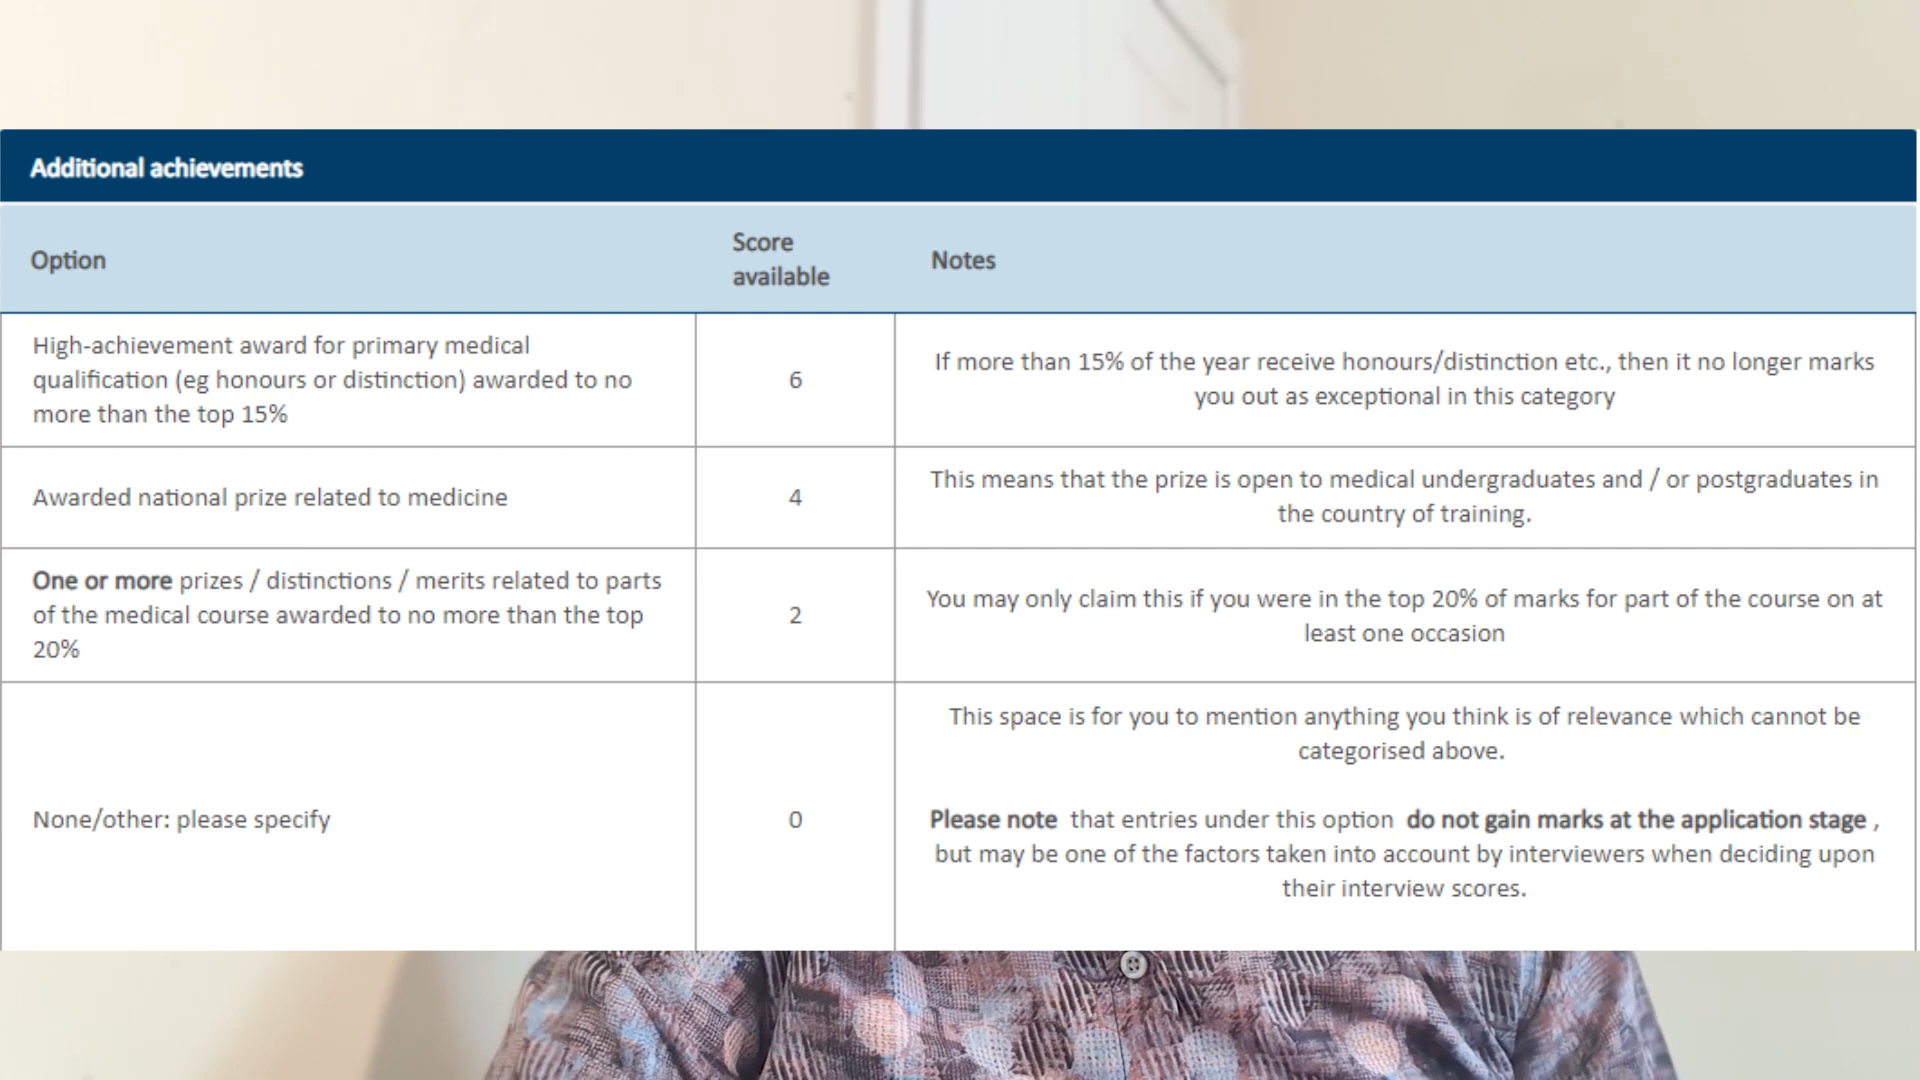 Additional achievements
Option
Score
available
Notes
High-achievement award for primary medical
qualification (eg honours or distinction) awarded to no
more than the top 15%
6
If more than 15% of the year receive honours/distinction etc., then it no longer marks
you out as exceptional in this category
Awarded national prize related to medicine
4
This means that the prize is open to medical undergraduates and / or postgraduates in
the country of training.
One or more prizes / distinctions / merits related to parts
of the medical course awarded to no more than the top
20%
2
You may only claim this if you were in the top 20% of marks for part of the course on at
least one occasion
None/other: please specify
0
This space is for you to mention anything you think is of relevance which cannot be
categorised above.
Please note that entries under this option do not gain marks at the application stage ,
but may be one of the factors taken into account by interviewers when deciding upon
their interview scores.